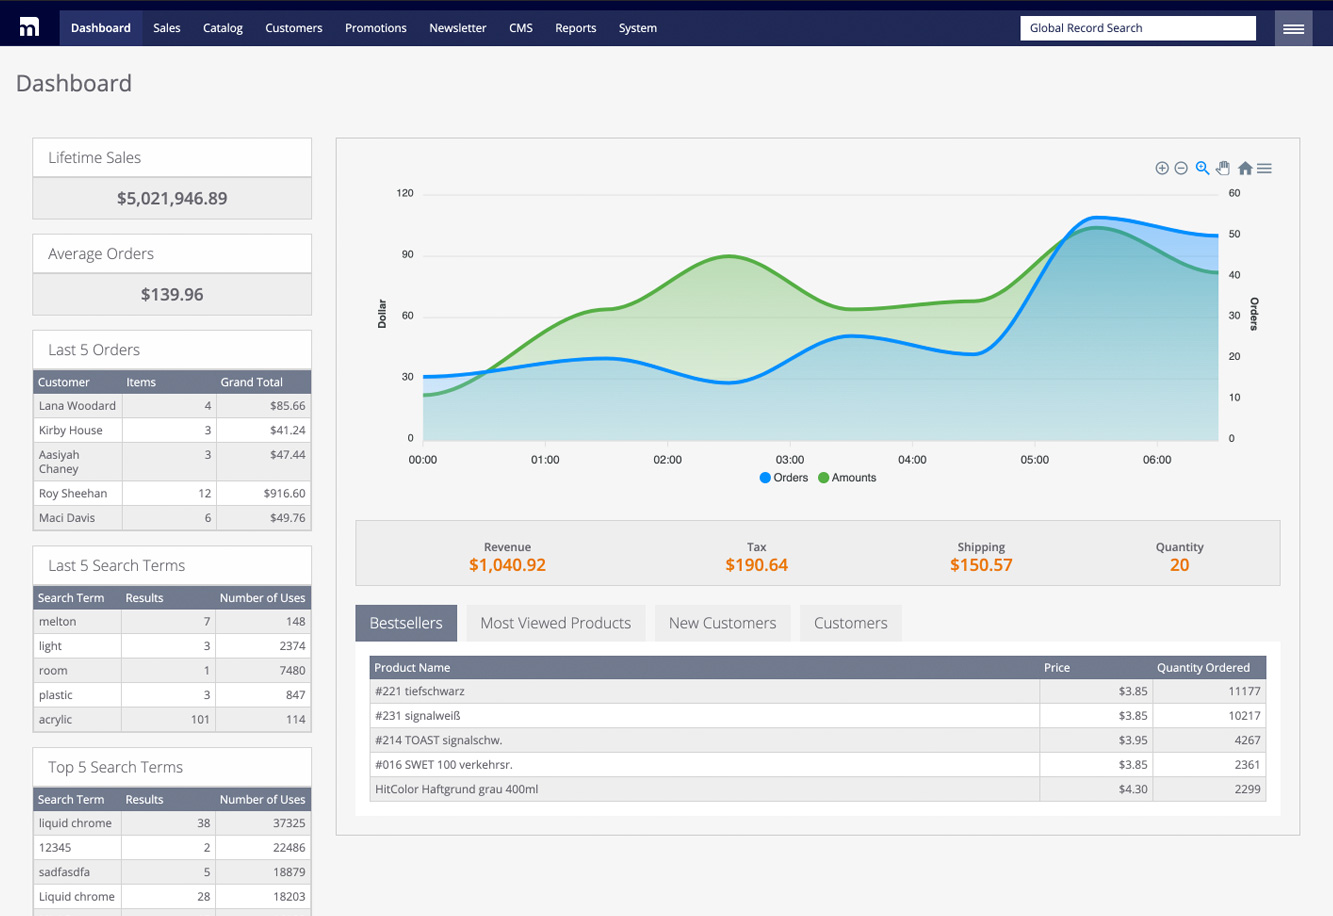 m Dashboard Sales Catalog Customers Promotions Newsletter CMS Reports System Global Record Search
Dashboard
Lifetime Sales
$5,021,946.89
Average Orders
$139.96
Last 5 Orders
Customer Items Grand Total
Lana Woodard 4 $85.66
Kirby House 3 $41.24
Aasiyah 3 $47.44
Chaney
Roy Sheehan 12 $916.60
Maci Davis 6 $49.76
Last 5 Search Terms
Search Term Results Number of Uses
melton 7 148
light 3 2374
room 1 7480
plastic 3 847
acrylic 101 114
Top 5 Search Terms
Search Term Results Number of Uses
liquid chrome 38 37325
12345 2 22486
sadfasdfa 5 18879
Liquid chrome 28 18203
120 60
50
90
40
Dollar
60 30
Orders
20
30
10
0 0
00:00 01:00 02:00 03:00 04:00 05:00 06:00
Orders Amounts
Revenue Tax Shipping Quantity
$1,040.92 $190.64 $150.57 20
Bestsellers Most Viewed Products New Customers Customers
Product Name Price Quantity Ordered
#221 tiefschwarz $3.85 11177
#231 signalweiß $3.85 10217
#214 TOAST signalschw. $3.95 4267
#016 SWET 100 verkehrsr. $3.85 2361
HitColor Haftgrund grau 400ml $4.30 2299